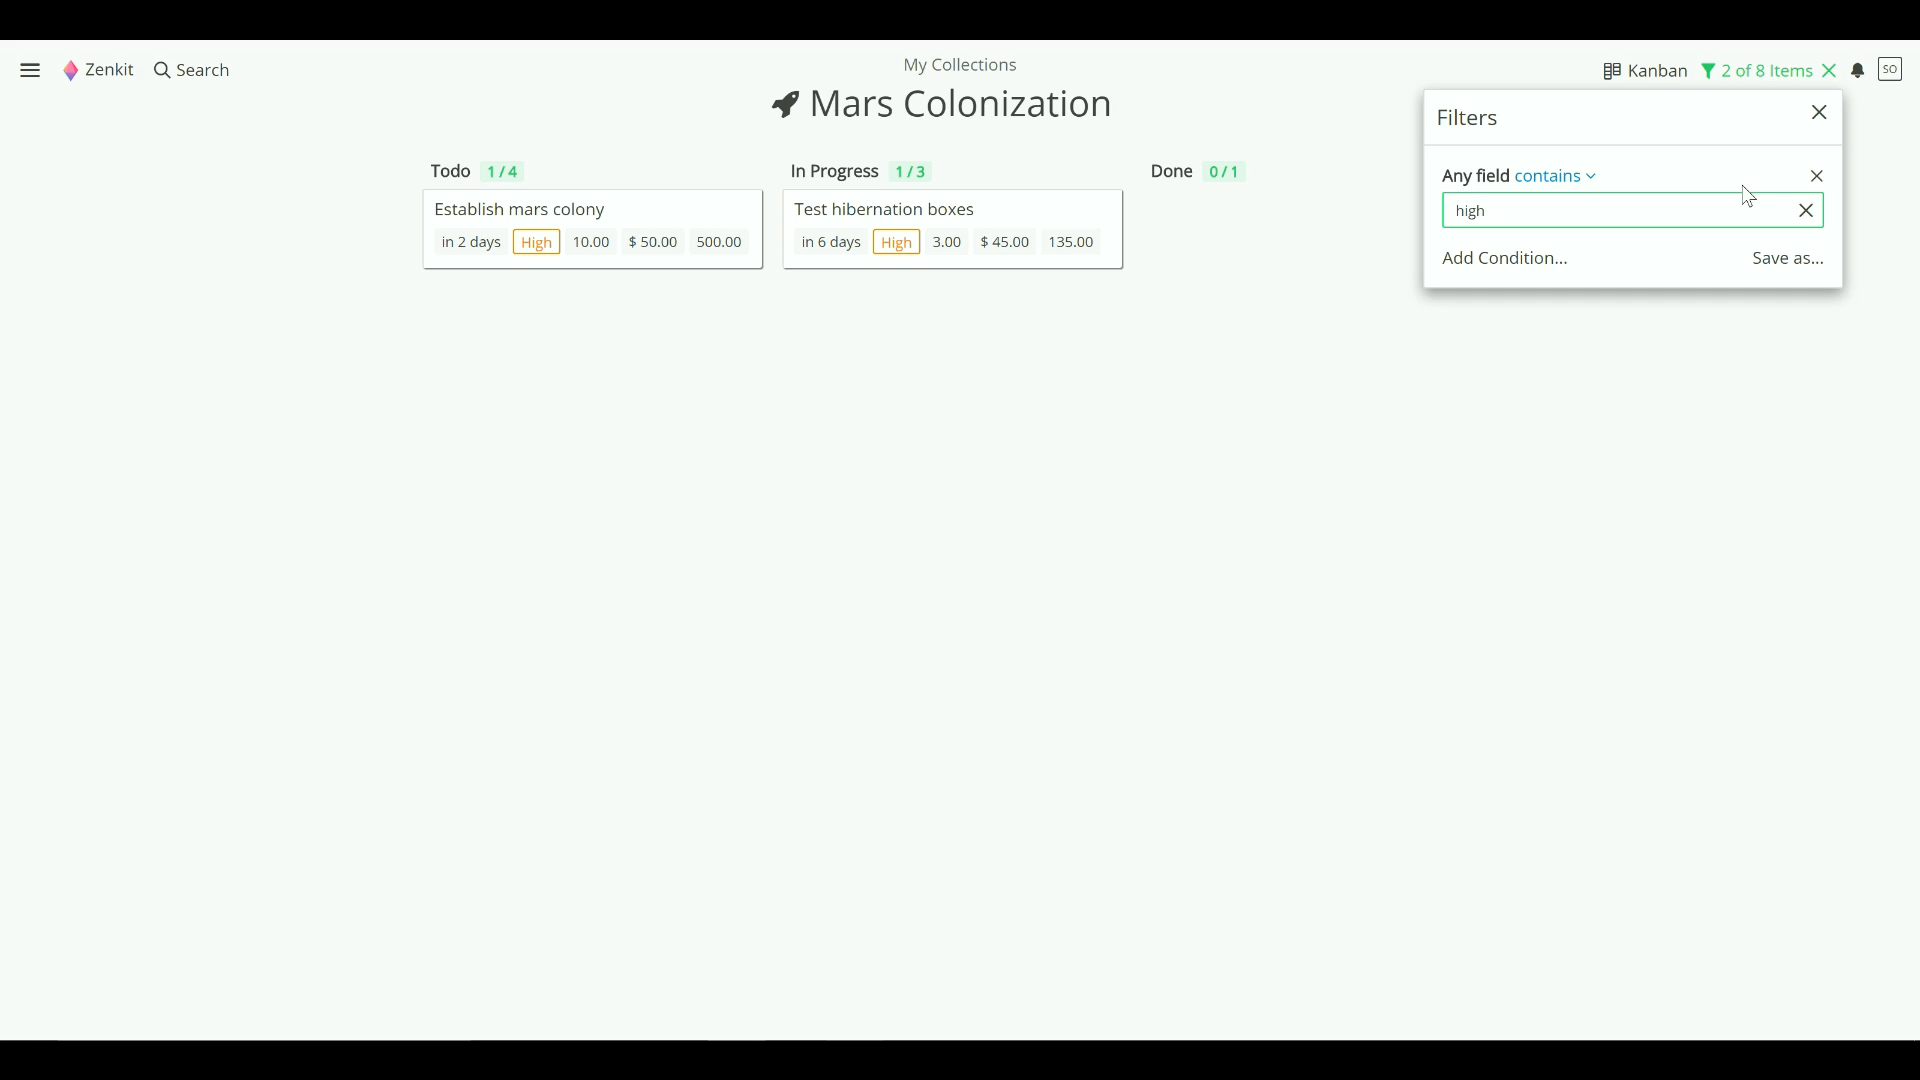 Zenkit
Search
My Collections
Mars Colonization
Kanban
2 of 8 Items
SO
Todo 1 / 4
Establish mars colony
in 2 days High 10.00 $ 50.00 500.00
In Progress 1 / 3
Test hibernation boxes
in 6 days High 3.00 $ 45.00 135.00
Done 0 / 1
Filters
Any field contains
high
Add Condition...
Save as...